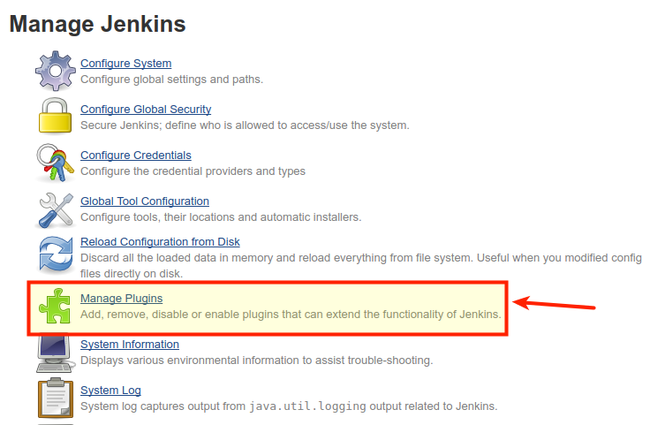 Manage Jenkins
Configure System
Configure global settings and paths.
Configure Global Security
Secure Jenkins; define who is allowed to access/use the system.
Configure Credentials
Configure the credential providers and types
Global Tool Configuration
Configure tools, their locations and automatic installers.
Reload Configuration from Disk
Discard all the loaded data in memory and reload everything from file system. Useful when you modified config
files directly on disk.
Manage Plugins
Add, remove, disable or enable plugins that can extend the functionality of Jenkins.
System Information
Displays various environmental information to assist trouble-shooting.
System Log
System log captures output from java.util.logging output related to Jenkins.